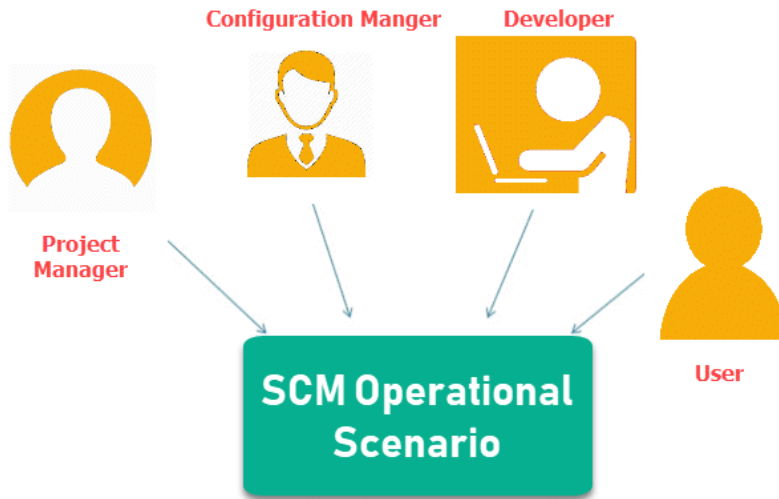 Configuration Manger
Developer
Project
Manager
User
SCM Operational
Scenario